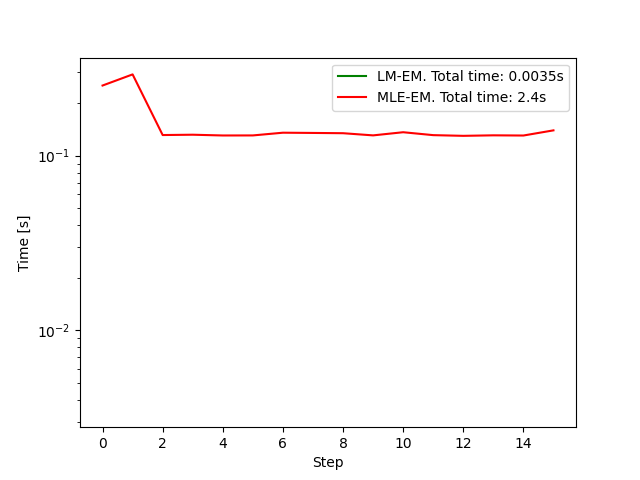 LM-EM. Total time: 0.0035s
MLE-EM. Total time: 2.4s
10⁻¹
10⁻²
Time [s]
0 2 4 6 8 10 12 14
Step